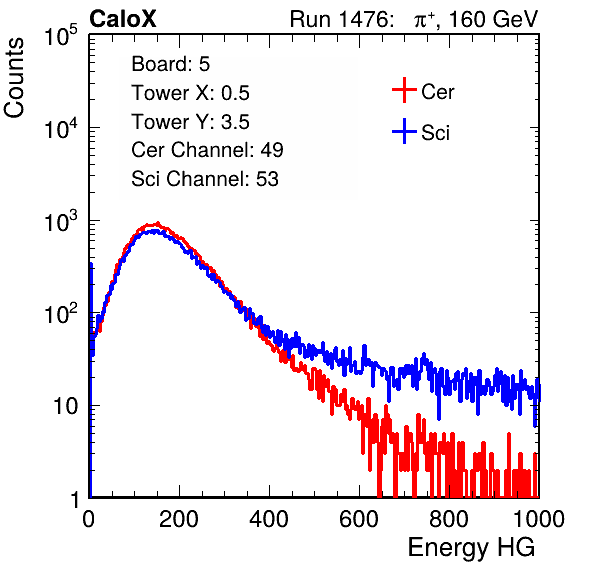 CaloX Run 1476: π⁺, 160 GeV
Counts
Board: 5
Tower X: 0.5
Tower Y: 3.5
Cer Channel: 49
Sci Channel: 53
Cer
Sci
10⁵
10⁴
10³
10²
10
1
0 200 400 600 800 1000
Energy HG